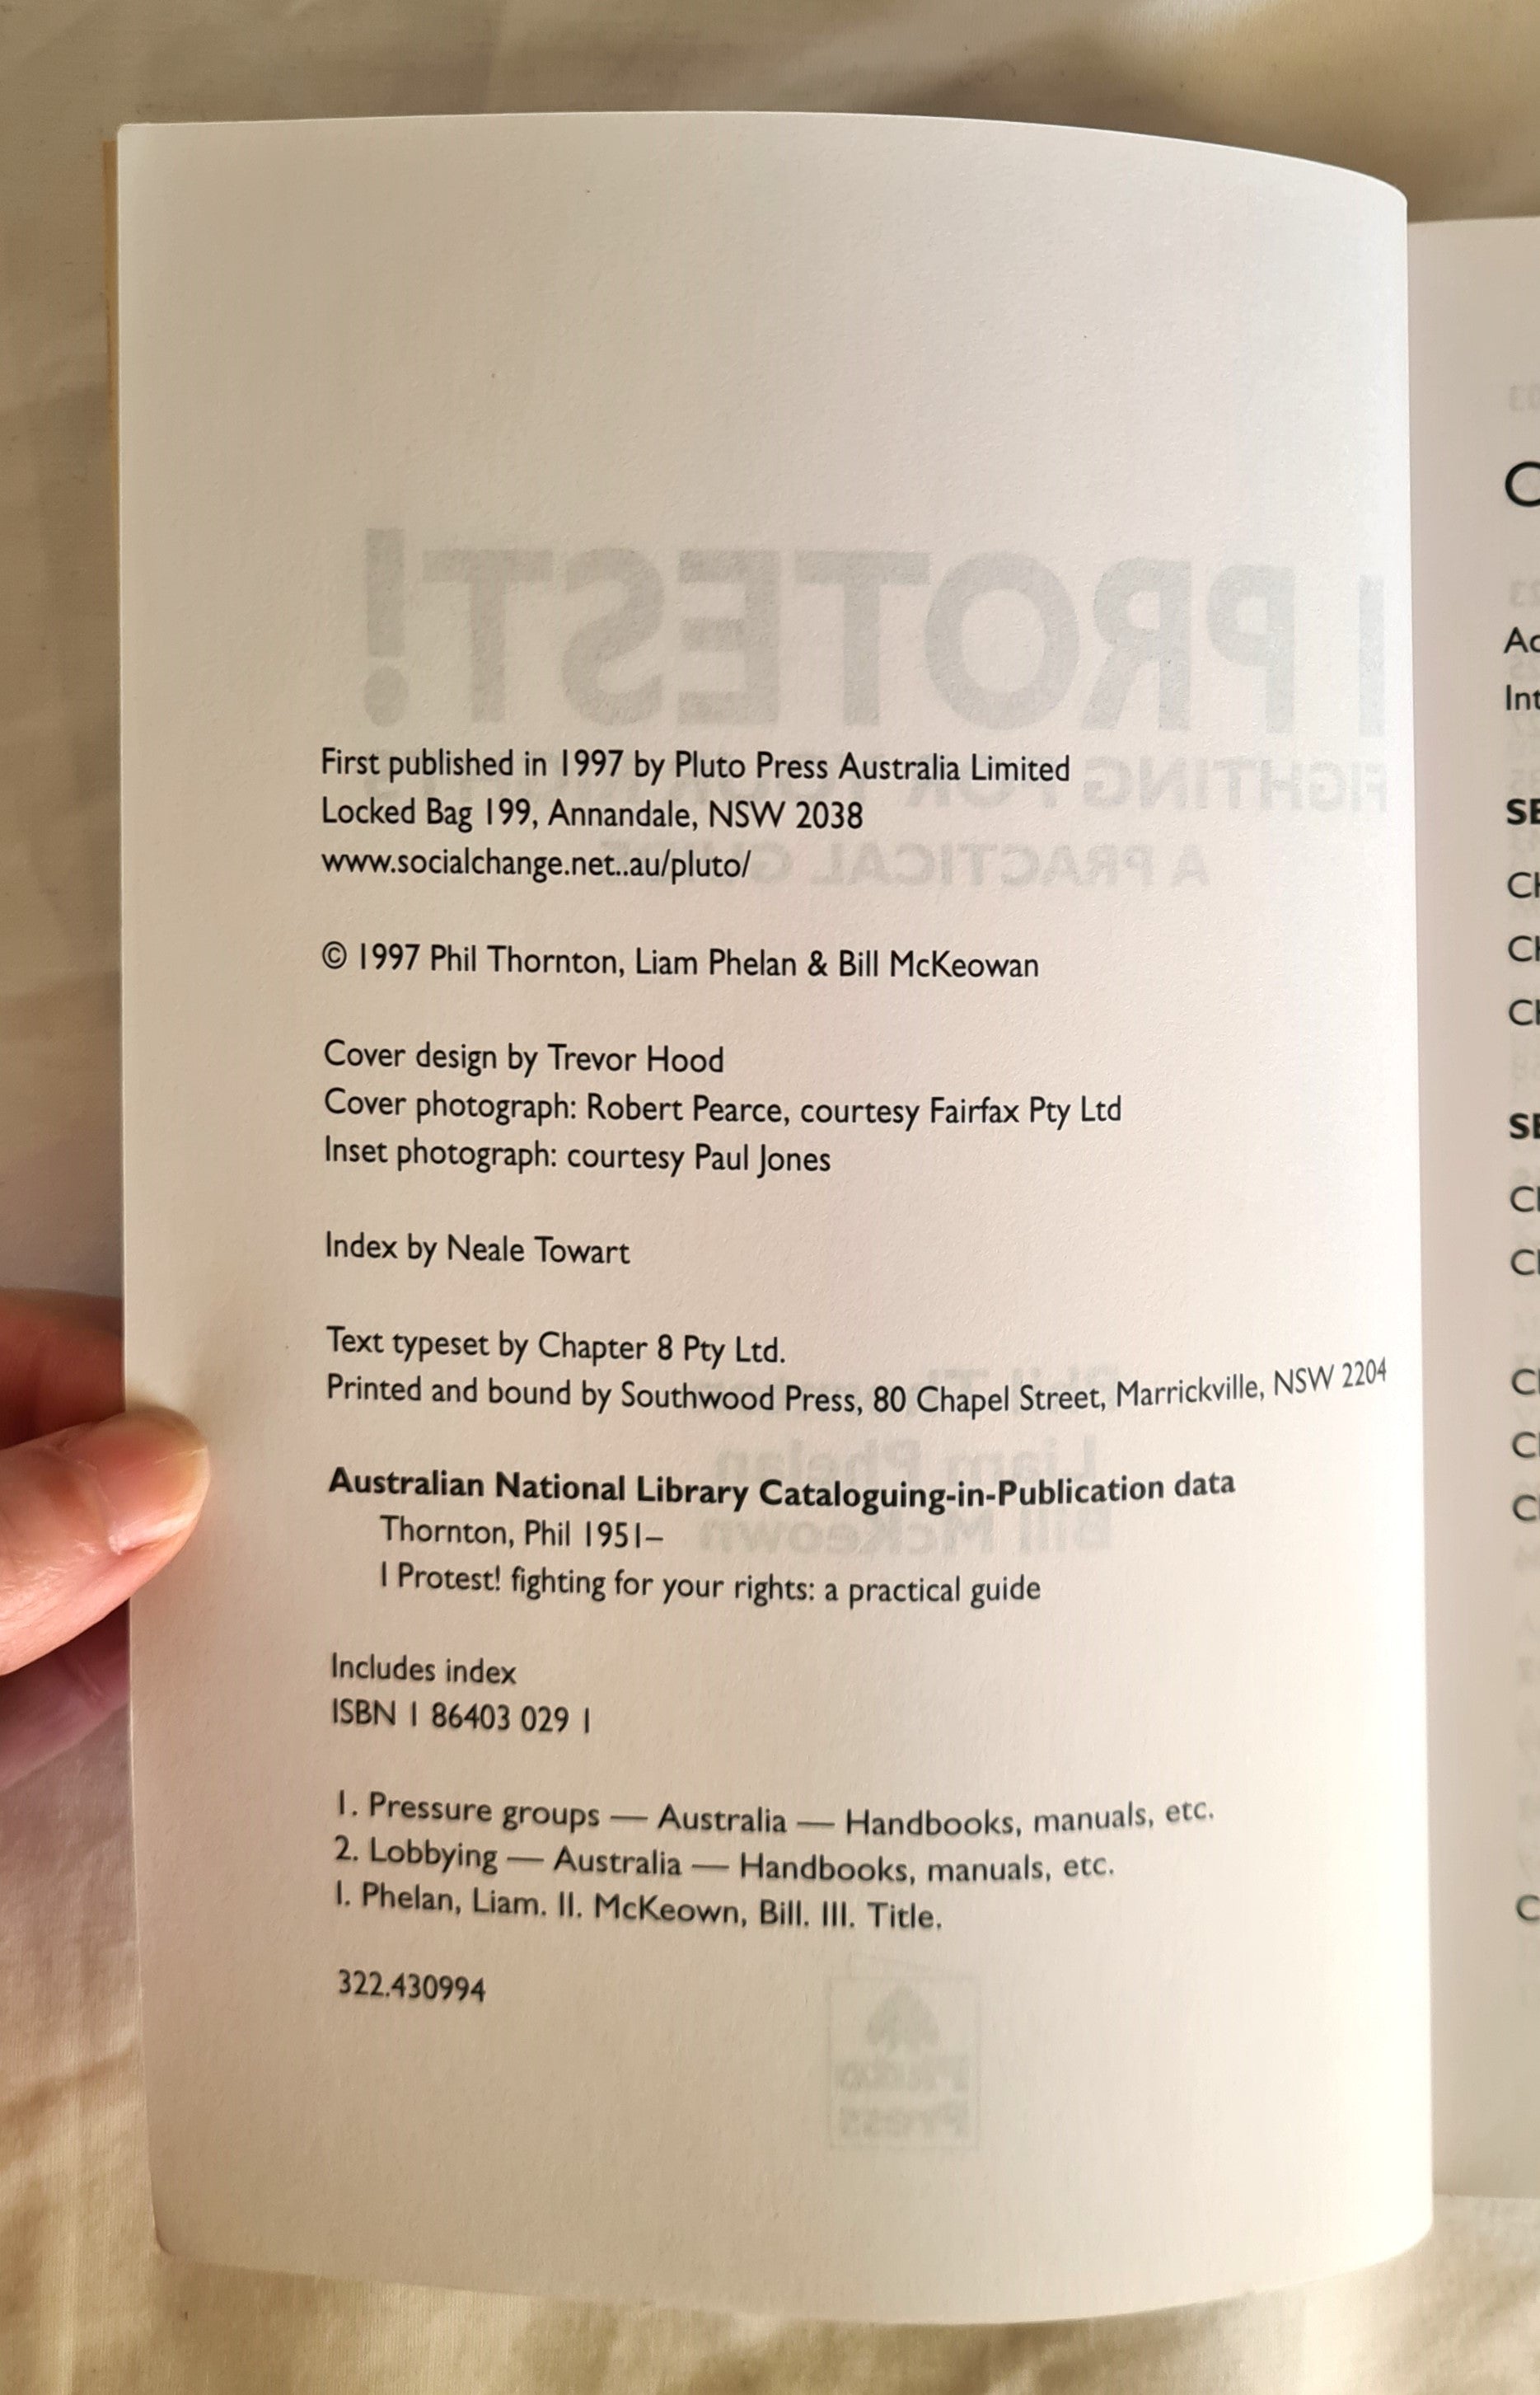 First published in 1997 by Pluto Press Australia Limited
Locked Bag 199, Annandale, NSW 2038
www.socialchange.net..au/pluto/
© 1997 Phil Thornton, Liam Phelan & Bill McKeowan
Cover design by Trevor Hood
Cover photograph: Robert Pearce, courtesy Fairfax Pty Ltd
Inset photograph: courtesy Paul Jones
Index by Neale Towart
Text typeset by Chapter 8 Pty Ltd.
Printed and bound by Southwood Press, 80 Chapel Street, Marrickville, NSW 2204
Australian National Library Cataloguing-in-Publication data
Thornton, Phil 1951–
I Protest! fighting for your rights: a practical guide
Includes index
ISBN 1 86403 029 1
1. Pressure groups — Australia — Handbooks, manuals, etc.
2. Lobbying — Australia — Handbooks, manuals, etc.
I. Phelan, Liam. II. McKeown, Bill. III. Title.
322.430994